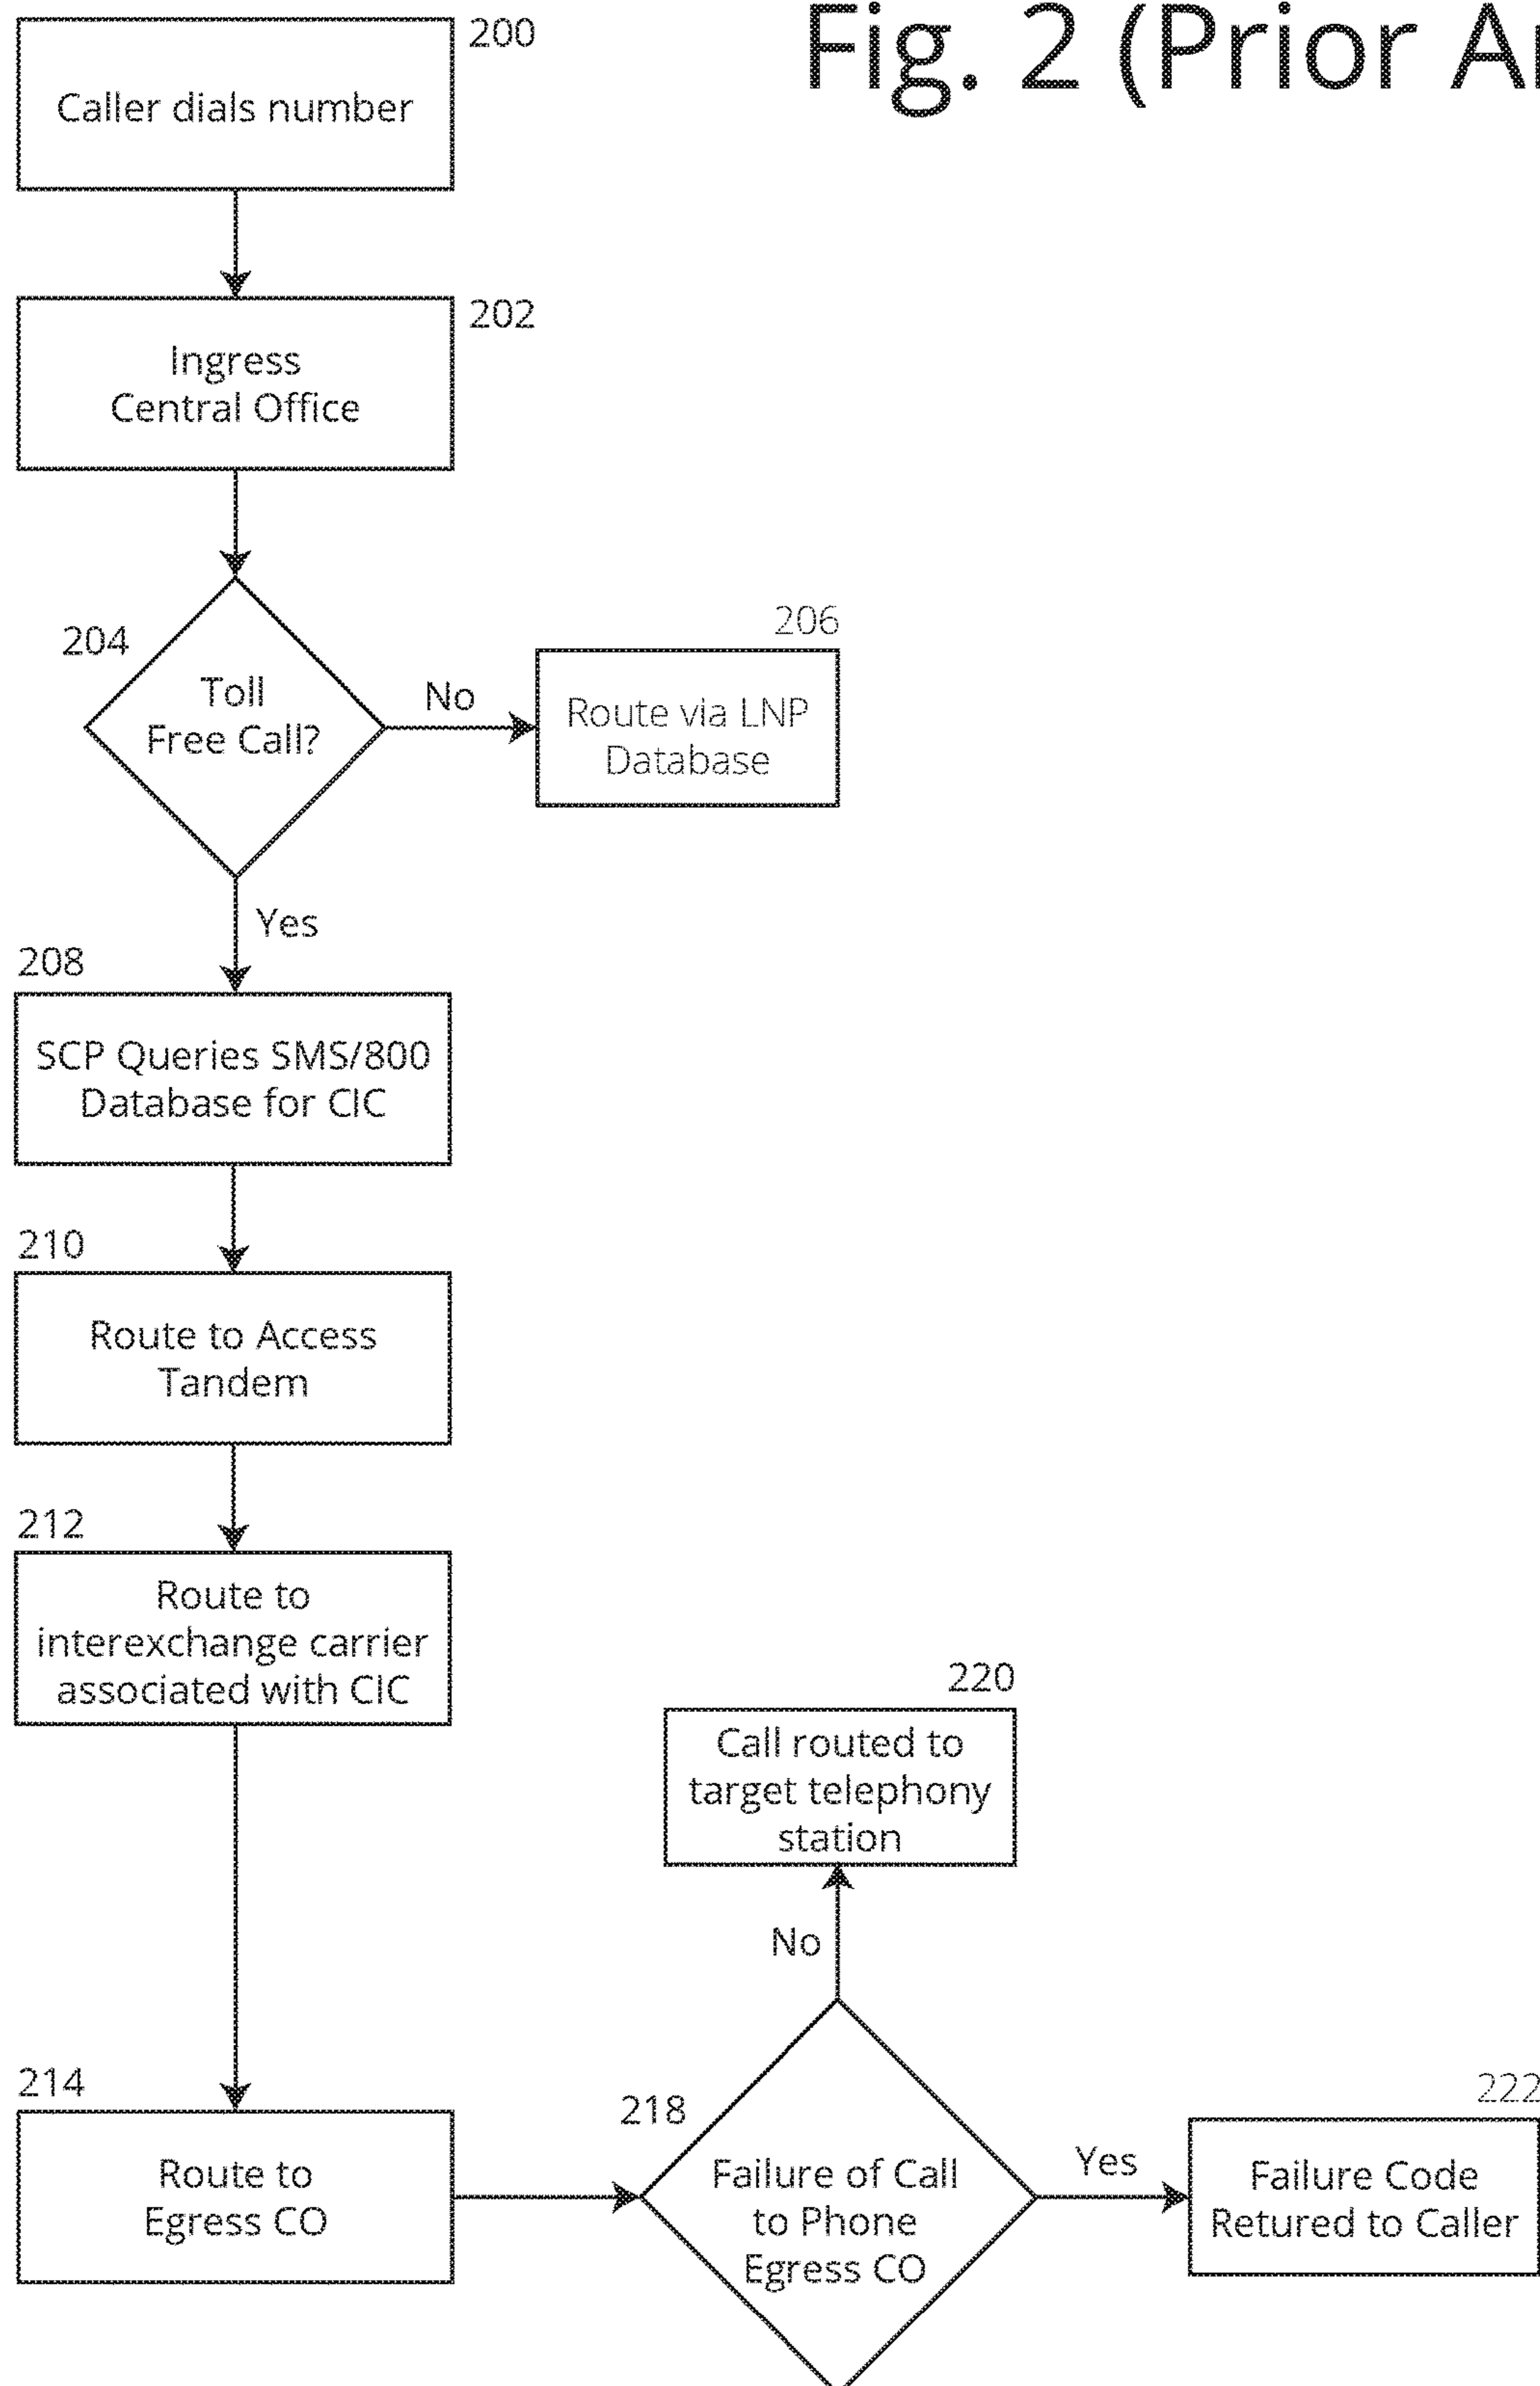 Fig. 2 (Prior
200
Caller dials number
202
Ingress
Central Office
204
Toll
Free Call?
No
206
Route via LNP
Database
Yes
208
SCP Queries SMS/800
Database for CIC
210
Route to Access
Tandem
212
Route to
interexchange carrier
associated with CIC
220
Call routed to
target telephony
station
No
214
Route to
Egress CO
218
Failure of Call
to Phone
Egress CO
Yes
222
Failure Code
Retured to Caller